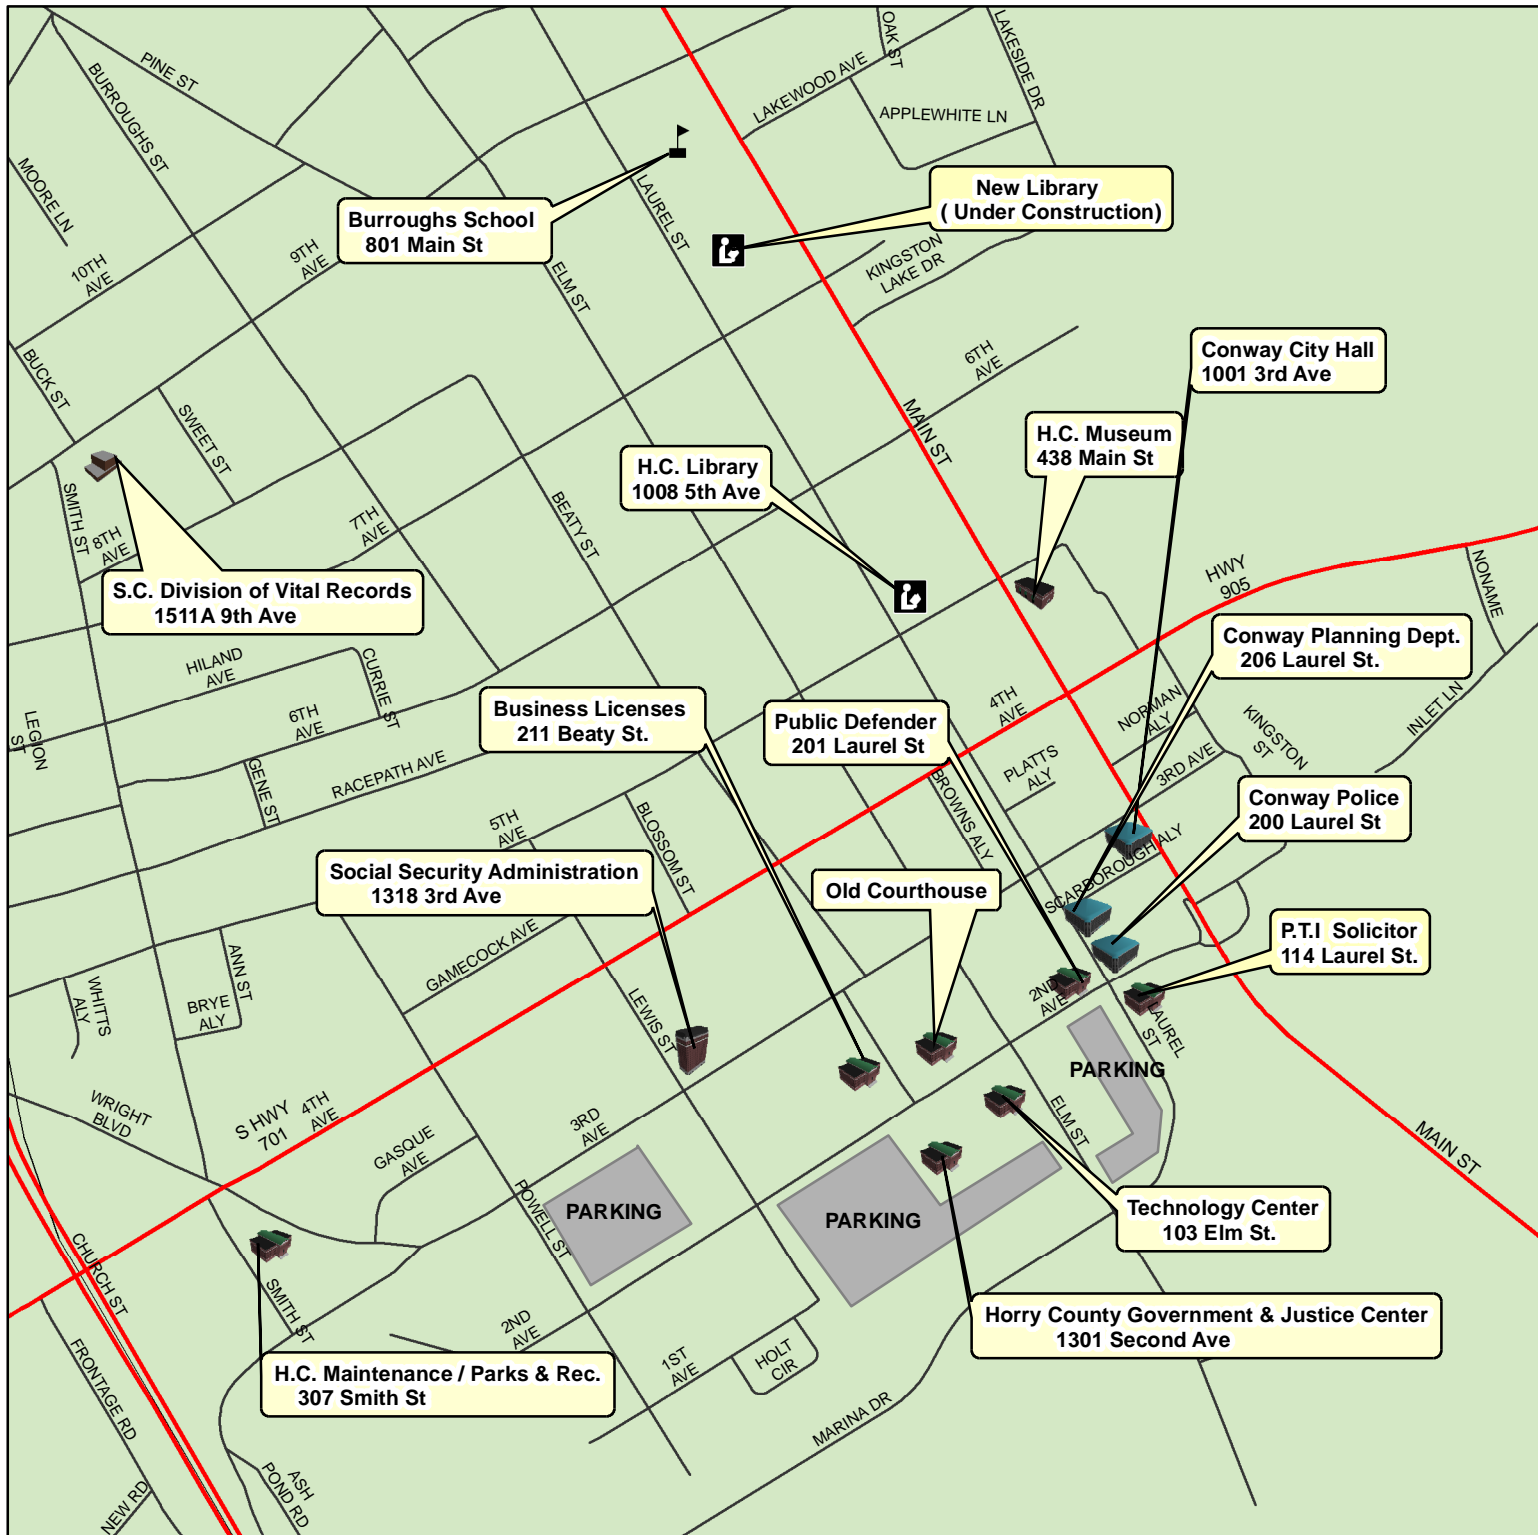 OAK ST
LAKESIDE DR
PINE ST
BURROUGHS ST
LAKEWOOD AVE
APPLEWHITE LN
MOORE LN
LAUREL ST
New Library
( Under Construction)
Burroughs School
801 Main St
10TH
AVE
9TH
AVE
ELM ST
KINGSTON
LAKE DR
BUCK ST
SWEET ST
6TH
AVE
Conway City Hall
1001 3rd Ave
MAIN ST
H.C. Museum
438 Main St
H.C. Library
1008 5th Ave
SMITH ST
8TH
AVE
7TH
AVE
BEATY ST
S.C. Division of Vital Records
1511A 9th Ave
HWY
905
NONAME
Conway Planning Dept.
206 Laurel St.
HILAND
AVE
CURRIE ST
LEGION
ST
6TH
AVE
Business Licenses
211 Beaty St.
Public Defender
201 Laurel St
4TH
AVE
NORMAN
ALY
KINGSTON
ST
INLET LN
GENE ST
RACEPATH AVE
PLATTS
ALY
3RD AVE
5TH
AVE
BLOSSOM ST
BROWNS ALY
Conway Police
200 Laurel St
SCARBOROUGH ALY
Social Security Administration
1318 3rd Ave
Old Courthouse
P.T.I Solicitor
114 Laurel St.
GAMECOCK AVE
ANN ST
WHITTS
ALY
BRYE
ALY
LEWIS ST
2ND
AVE
LAUREL
ST
PARKING
WRIGHT
BLVD
S HWY
701
4TH
AVE
GASQUE
AVE
3RD
AVE
ELM ST
MAIN ST
POWELL ST
PARKING
PARKING
Technology Center
103 Elm St.
CHURCH ST
SMITH ST
2ND
AVE
Horry County Government & Justice Center
1301 Second Ave
FRONTAGE RD
H.C. Maintenance / Parks & Rec.
307 Smith St
1ST
AVE
HOLT
CIR
MARINA DR
NEW RD
ASH
POND RD